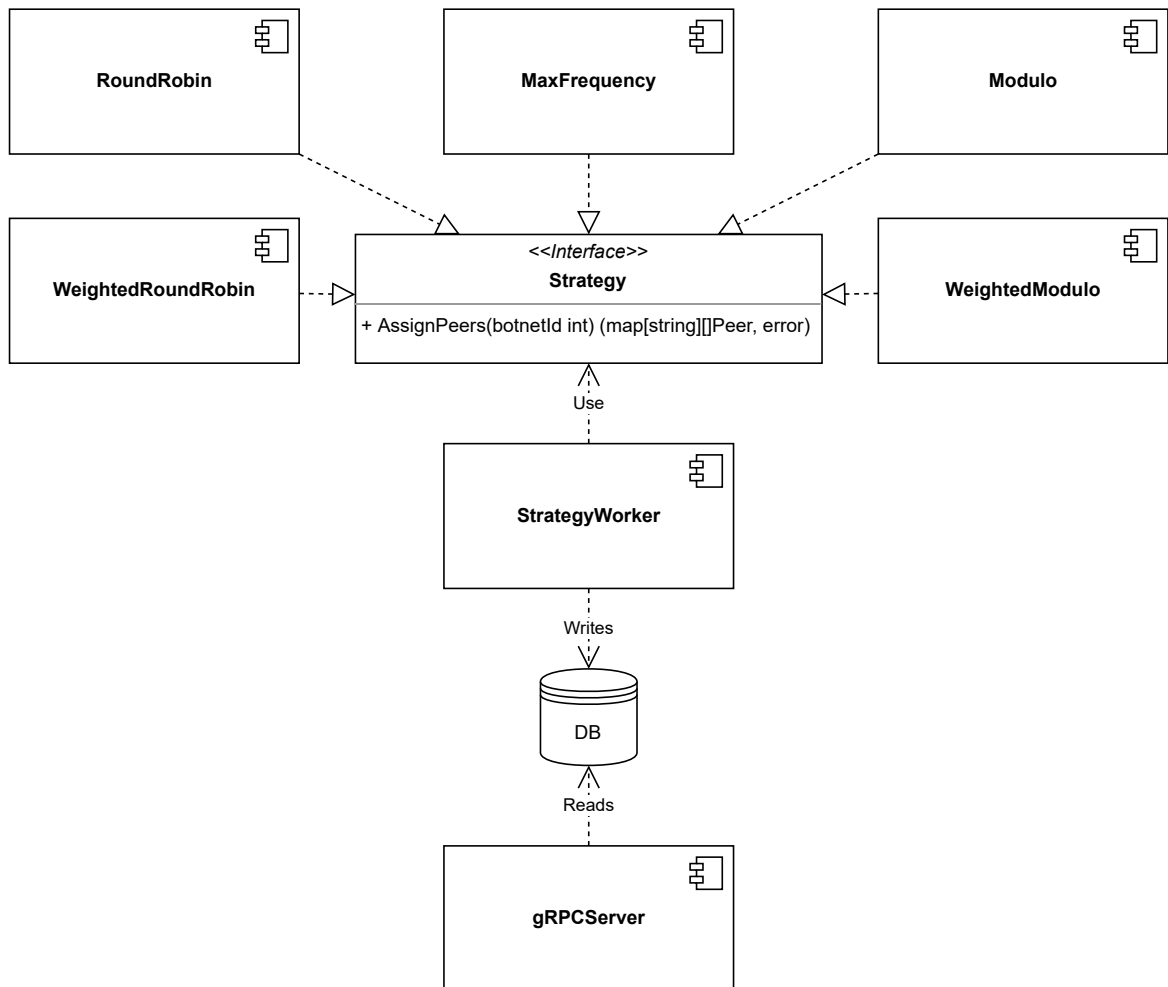 RoundRobin
MaxFrequency
Modulo
WeightedRoundRobin
<<Interface>>
Strategy
+ AssignPeers(botnetId int) (map[string][]Peer, error)
WeightedModulo
Use
StrategyWorker
Writes
DB
Reads
gRPCServer